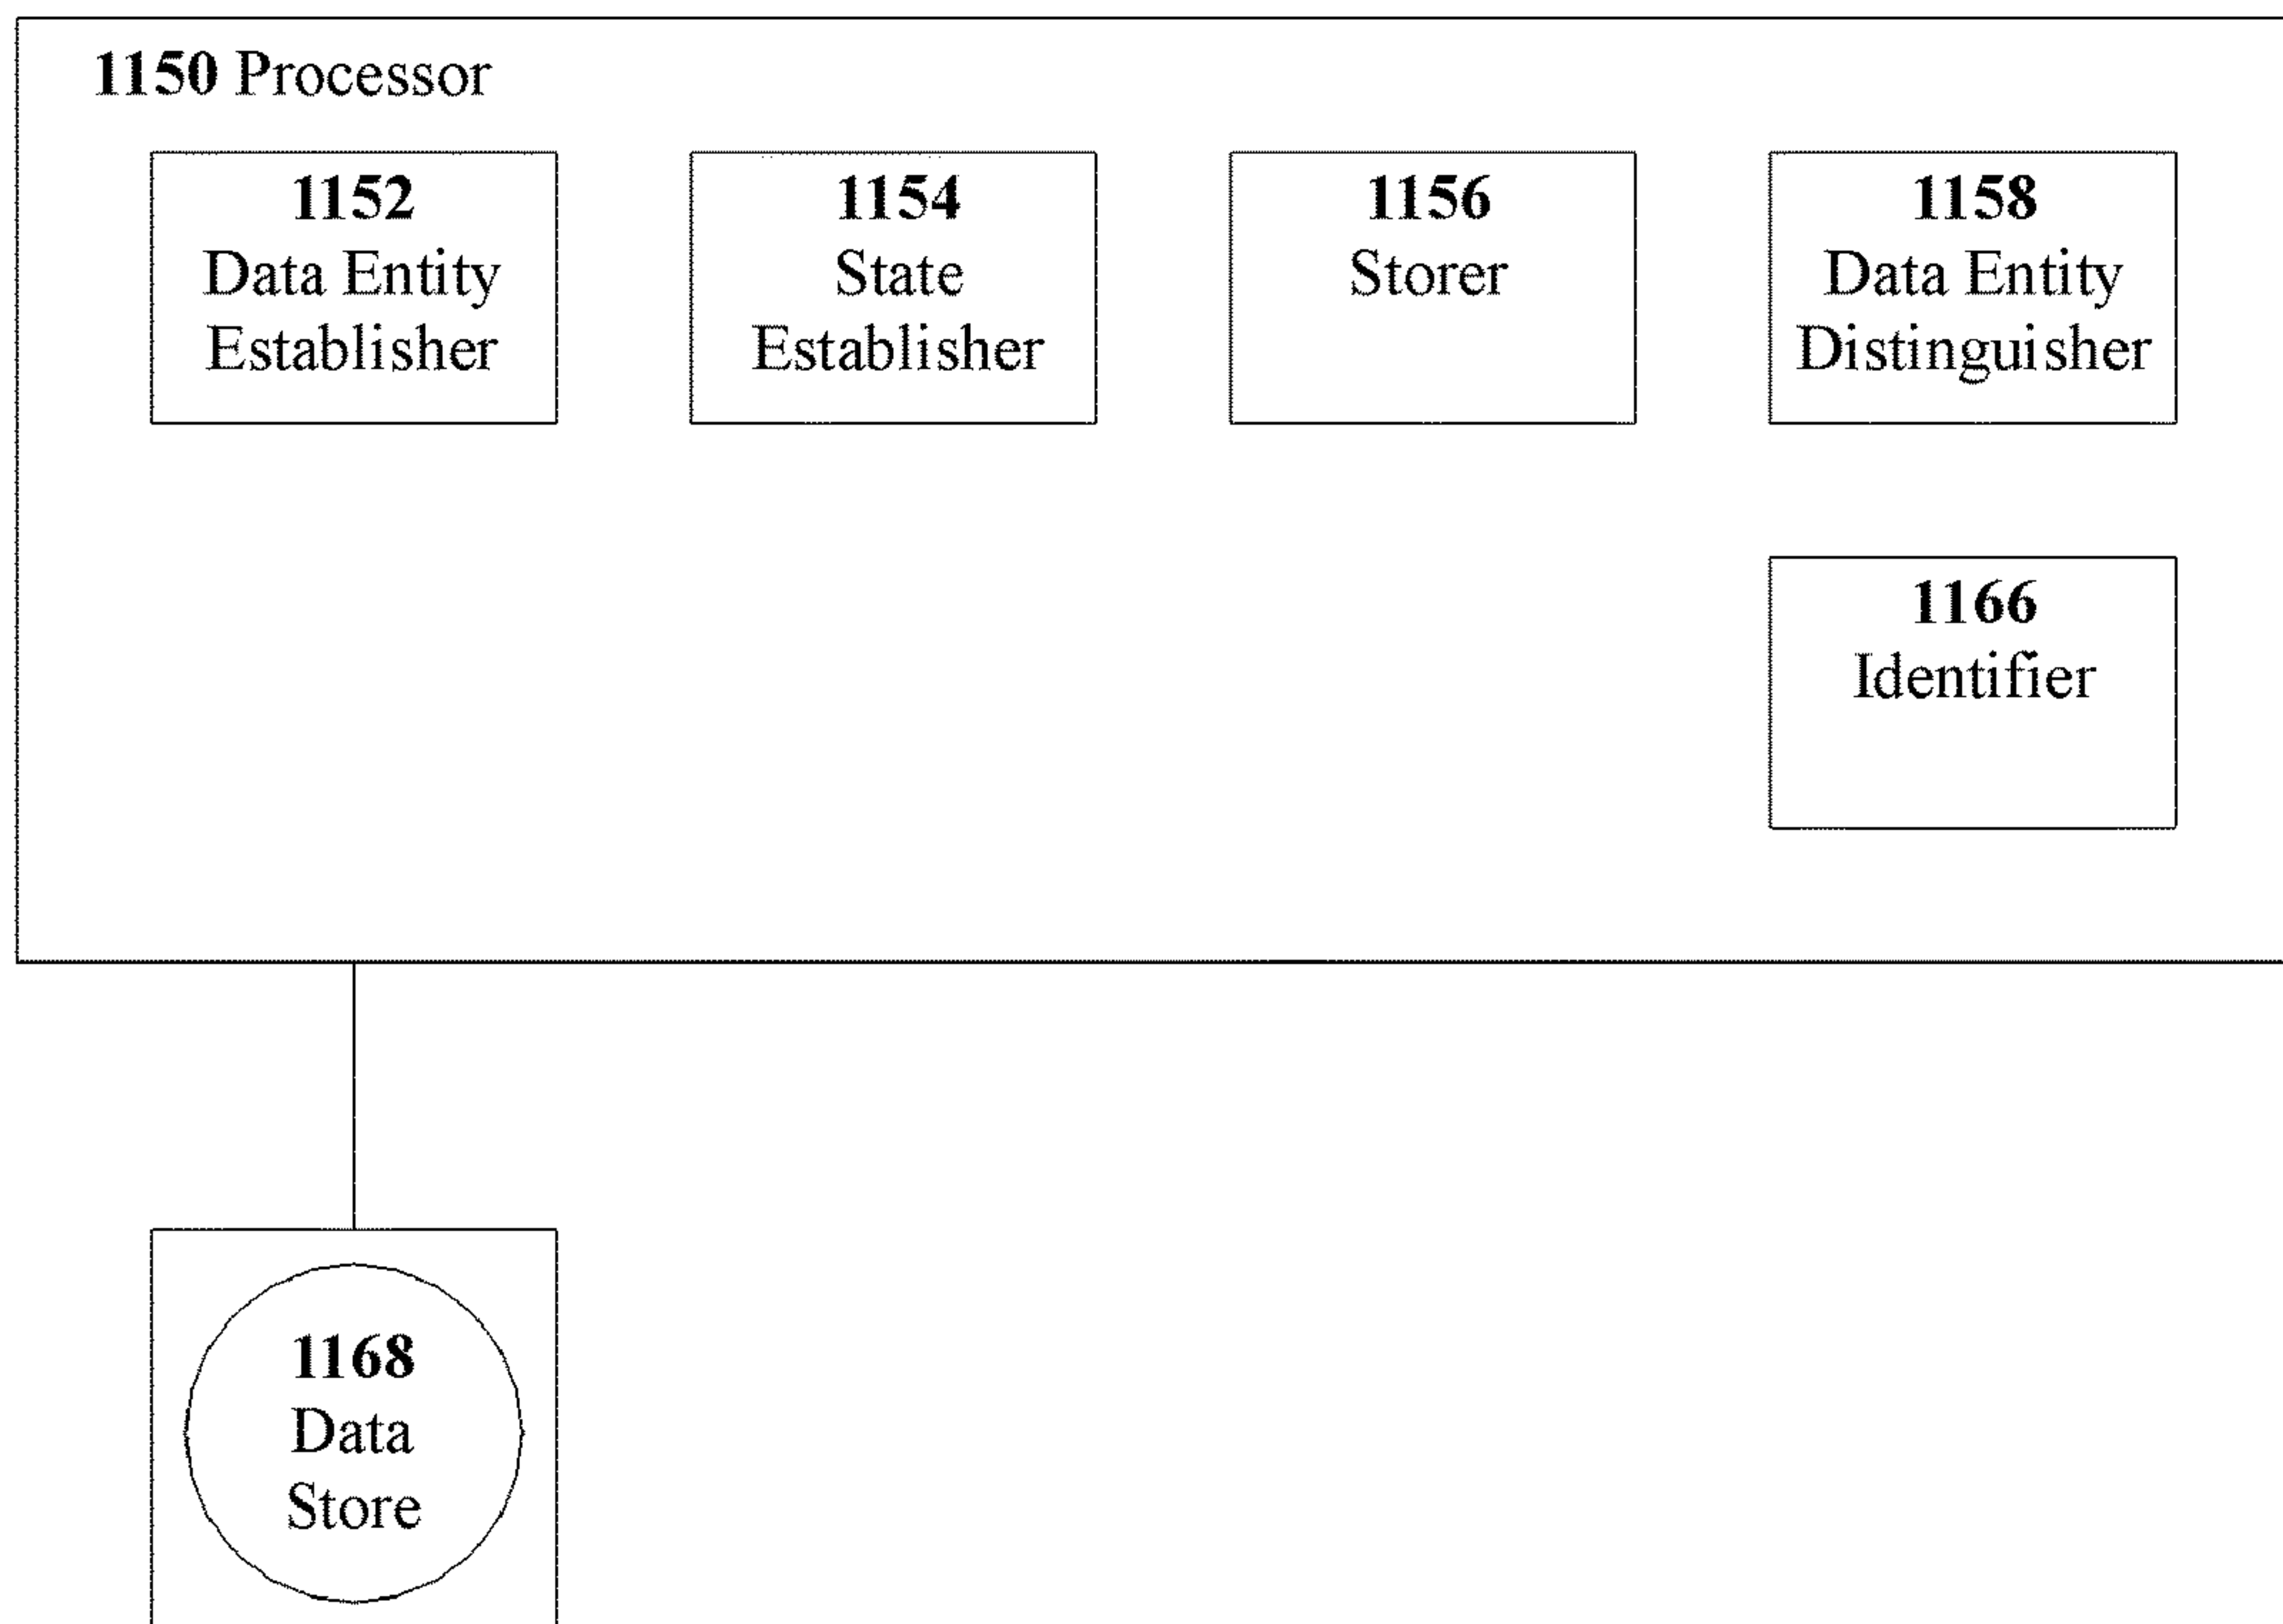 1150 Processor
1152
Data Entity
Establisher
1154
State
Establisher
1156
Storer
1158
Data Entity
Distinguisher
1166
Identifier
1168
Data
Store